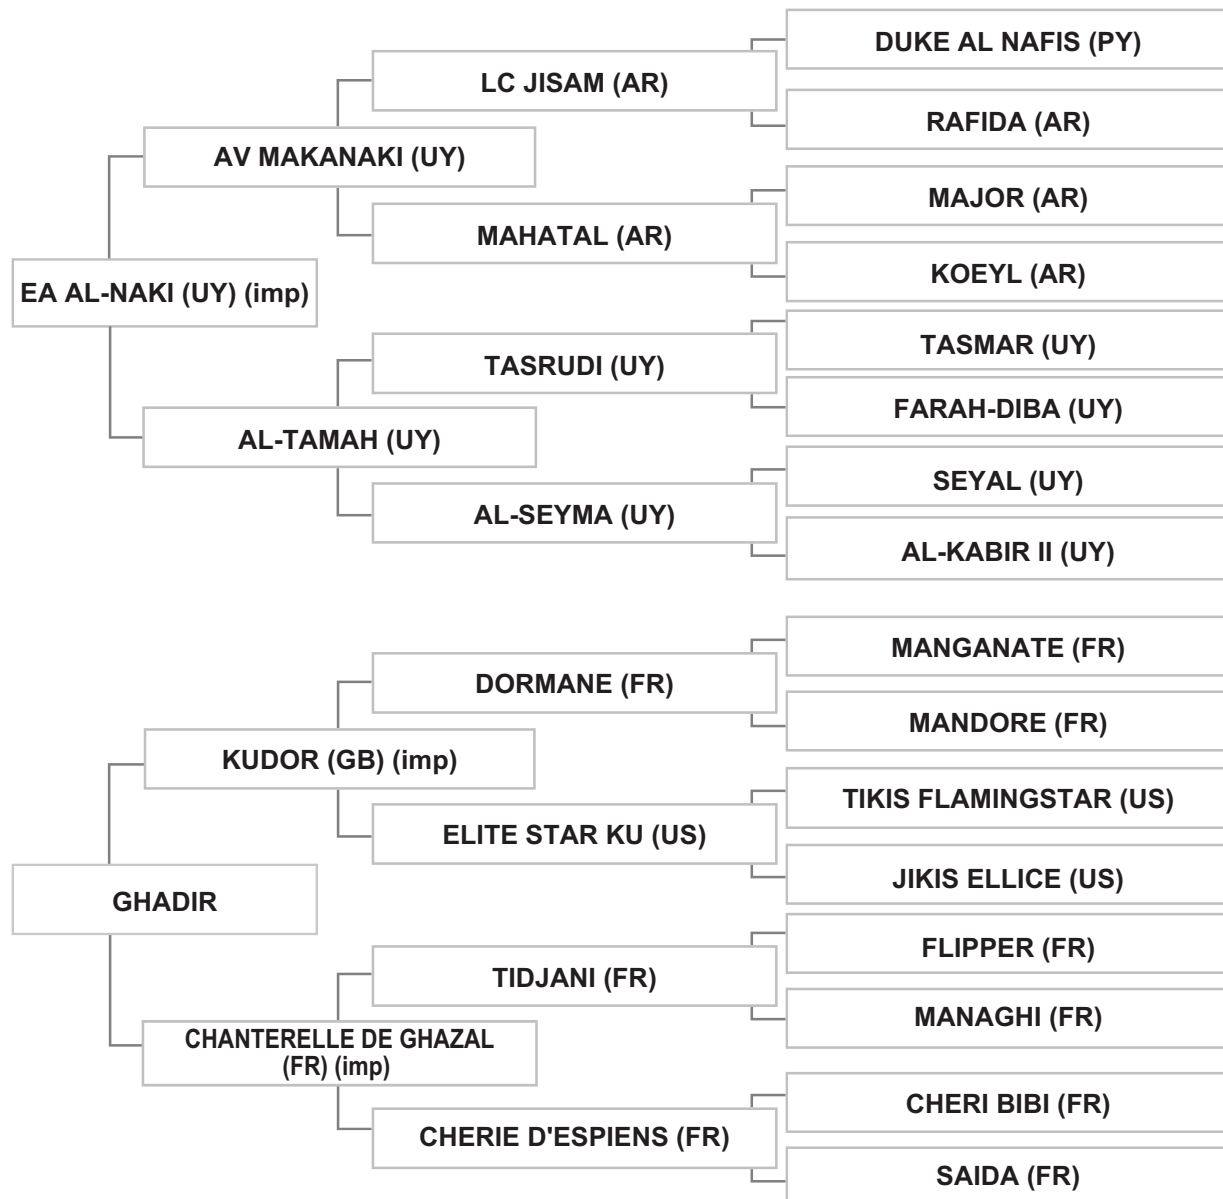 DUKE AL NAFIS (PY)
LC JISAM (AR)
RAFIDA (AR)
AV MAKANAKI (UY)
MAJOR (AR)
MAHATAL (AR)
KOEYL (AR)
EA AL-NAKI (UY) (imp)
TASMAR (UY)
TASRUDI (UY)
FARAH-DIBA (UY)
AL-TAMAH (UY)
SEYAL (UY)
AL-SEYMA (UY)
AL-KABIR II (UY)
MANGANATE (FR)
DORMANE (FR)
MANDORE (FR)
KUDOR (GB) (imp)
TIKIS FLAMINGSTAR (US)
ELITE STAR KU (US)
JIKIS ELLICE (US)
GHADIR
FLIPPER (FR)
TIDJANI (FR)
MANAGHI (FR)
CHANTERELLE DE GHAZAL
(FR) (imp)
CHERI BIBI (FR)
CHERIE D'ESPIENS (FR)
SAIDA (FR)